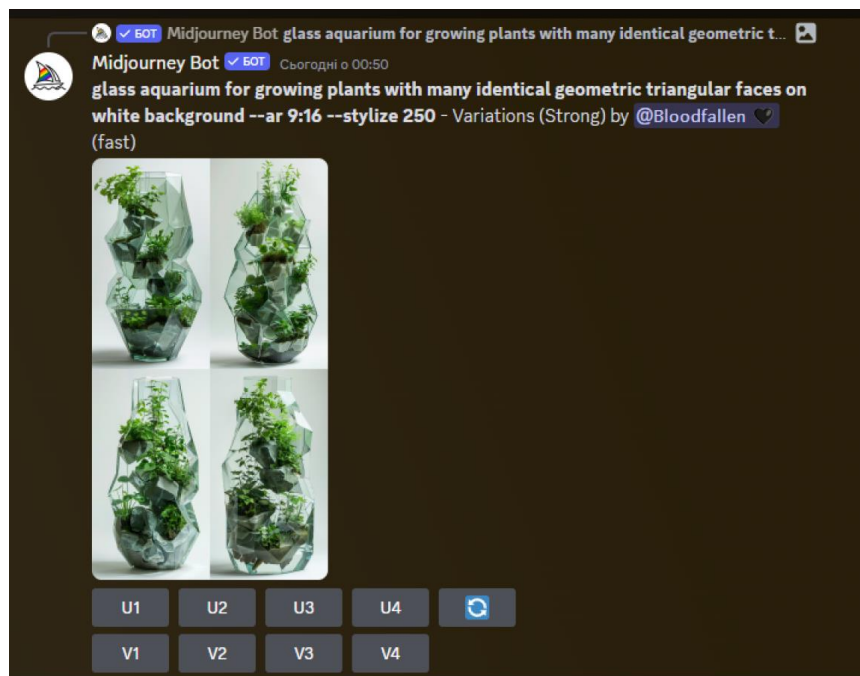 БОТ Midjourney Bot glass aquarium for growing plants with many identical geometric t...
Midjourney Bot БОТ Сьогодні о 00:50
glass aquarium for growing plants with many identical geometric triangular faces on
white background --ar 9:16 --stylize 250 - Variations (Strong) by @Bloodfallen 🖤
(fast)
U1 U2 U3 U4
V1 V2 V3 V4